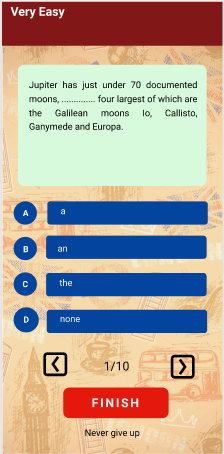 Very Easy
Jupiter has just under 70 documented
moons, .............. four largest of which are
the Galilean moons Io, Callisto,
Ganymede and Europa.
A a
B an
C the
D none
1/10
FINISH
Never give up